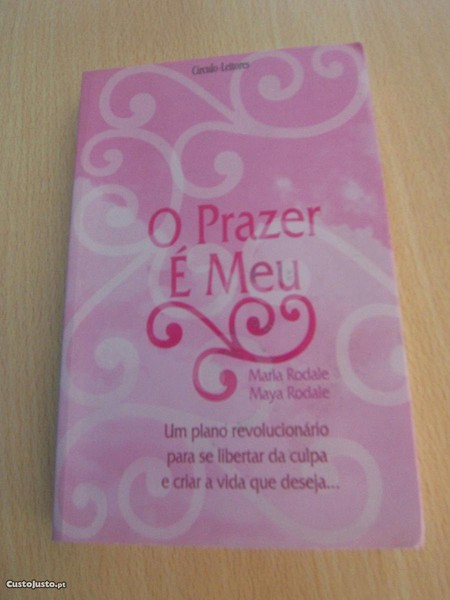 Círculo-Leitores
O Prazer
É Meu
Maria Rodale
Maya Rodale
Um plano revolucionário
para se libertar da culpa
e criar a vida que deseja...
CustoJusto.pt